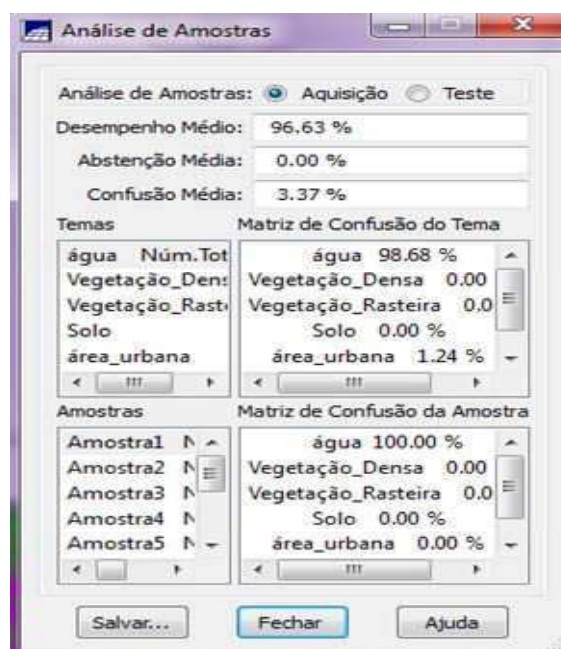 Análise de Amostras
Análise de Amostras: Aquisição Teste
Desempenho Médio: 96.63 %
Abstenção Média: 0.00 %
Confusão Média: 3.37 %
Temas Matriz de Confusão do Tema
água Núm.Tot água 98.68 %
Vegetação_Den Vegetação_Densa 0.00
Vegetação_Rast Vegetação_Rasteira 0.0
Solo Solo 0.00 %
área_urbana área_urbana 1.24 %
Amostras Matriz de Confusão da Amostra
Amostra1 N água 100.00 %
Amostra2 N Vegetação_Densa 0.00
Amostra3 N Vegetação_Rasteira 0.0
Amostra4 N Solo 0.00 %
Amostra5 N área_urbana 0.00 %
Salvar... Fechar Ajuda